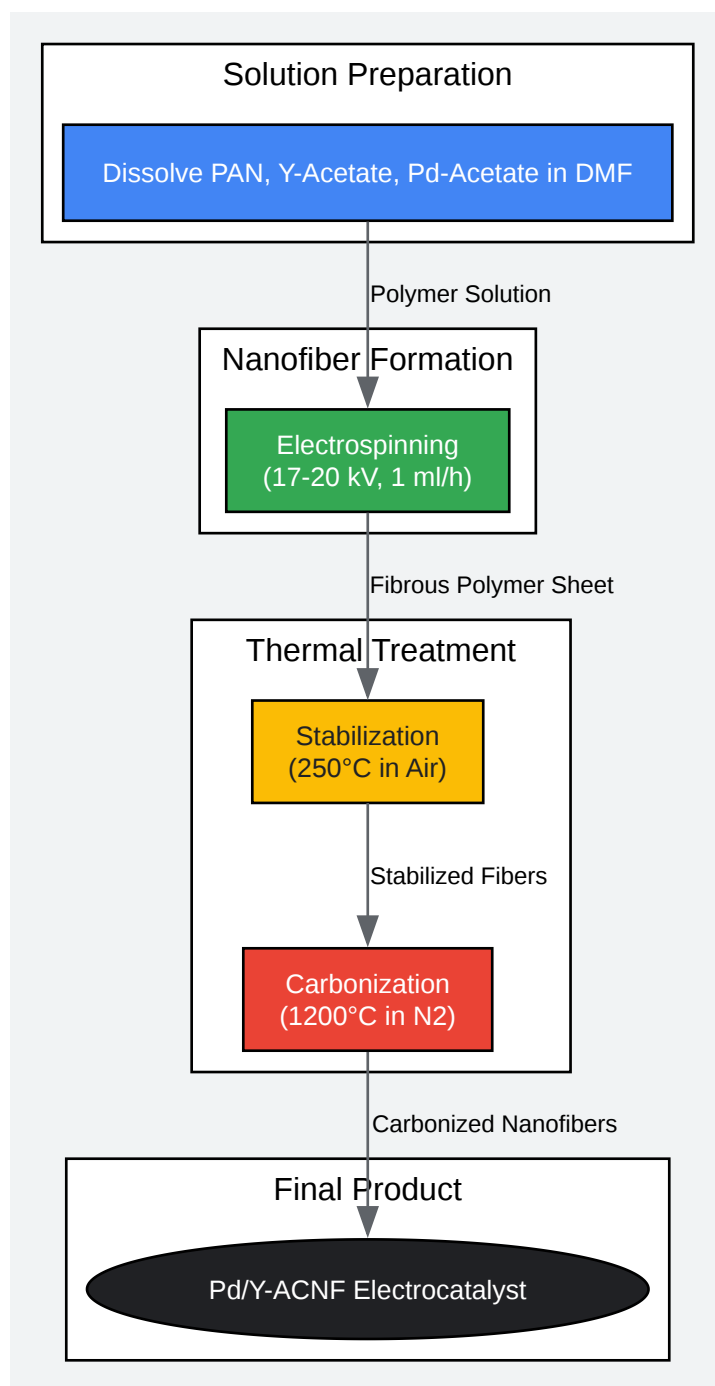 Solution Preparation
Dissolve PAN, Y-Acetate, Pd-Acetate in DMF
Polymer Solution
Nanofiber Formation
Electrospinning
(17-20 kV, 1 ml/h)
Fibrous Polymer Sheet
Thermal Treatment
Stabilization
(250°C in Air)
Stabilized Fibers
Carbonization
(1200°C in N2)
Carbonized Nanofibers
Final Product
Pd/Y-ACNF Electrocatalyst